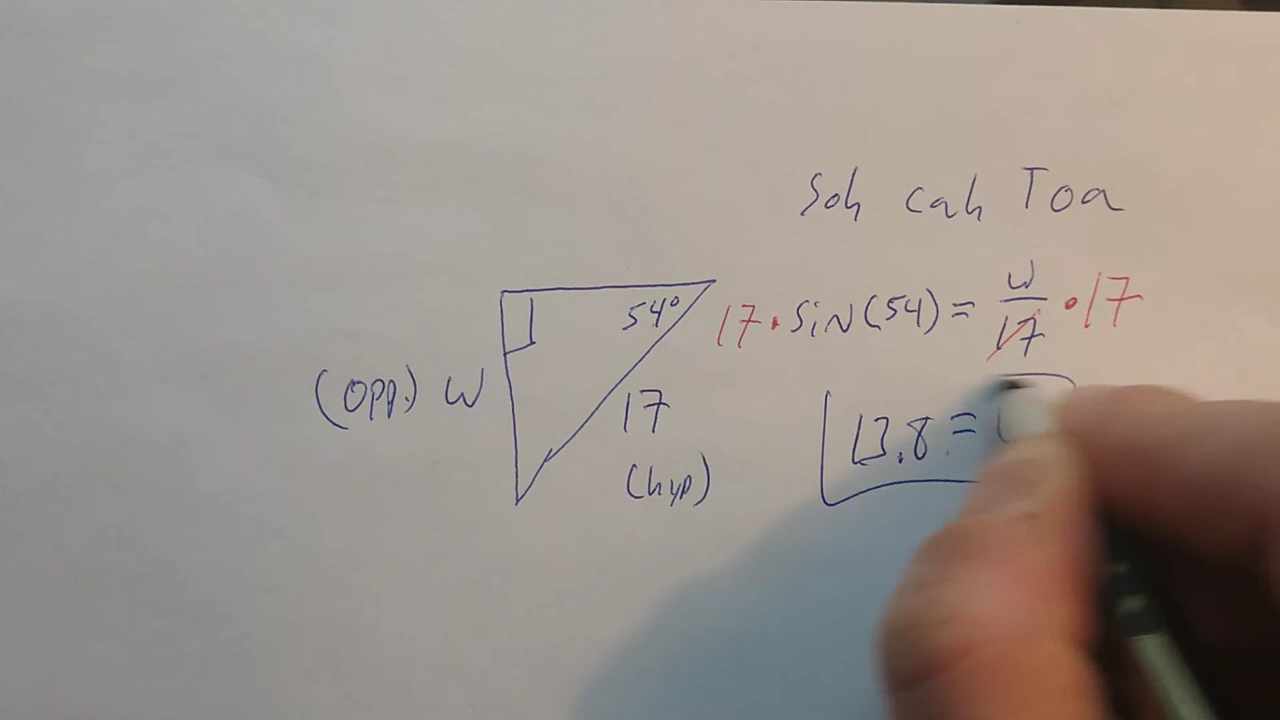 Soh cah Toa
54°
17 · SiN(54) = w/17 · 17
(opp.) w
17
13.8 =
(hyp)